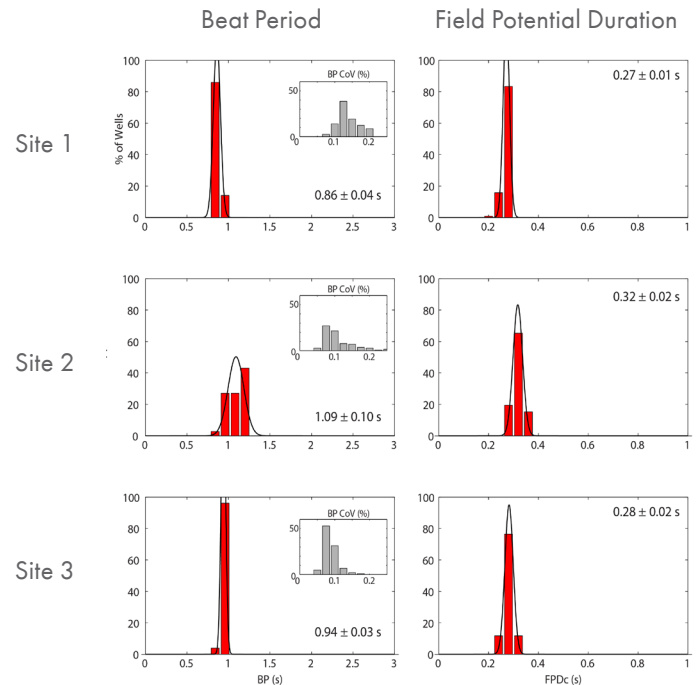 Beat Period Field Potential Duration
Site 1
% of Wells
100
80
60
40
20
0
0 0.5 1 1.5 2 2.5 3
BP CoV (%)
50
0 0.1 0.2
0.86 ± 0.04 s
100
80
60
40
20
0
0 0.2 0.4 0.6 0.8 1
0.27 ± 0.01 s
Site 2
100
80
60
40
20
0
0 0.5 1 1.5 2 2.5 3
BP CoV (%)
50
0 0.1 0.2
1.09 ± 0.10 s
100
80
60
40
20
0
0 0.2 0.4 0.6 0.8 1
0.32 ± 0.02 s
Site 3
100
80
60
40
20
0
0 0.5 1 1.5 2 2.5 3
BP (s)
BP CoV (%)
50
0 0.1 0.2
0.94 ± 0.03 s
100
80
60
40
20
0
0 0.2 0.4 0.6 0.8 1
FPDc (s)
0.28 ± 0.02 s